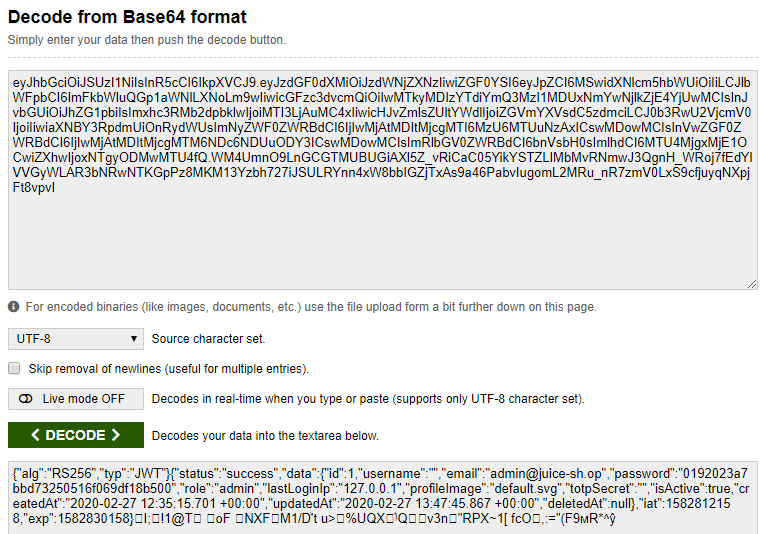 Decode from Base64 format
Simply enter your data then push the decode button.
eyJhbGciOiJSUzI1NiIsInR5cCI6IkpXVCJ9.eyJzdGF0dXMiOiJzdWNjZXNzIiwiZGF0YSI6eyJpZCI6MSwidXNlcm5hbWUiOiIiLCJlb
WFpbCI6ImFkbWluQGp1aWNlLXNoLm9wIiwicGFzc3dvcmQiOiIwMTkyMDIzYTdiYmQ3MzI1MDUxNmYwNjlkZjE4YjUwMCIsInJ
vbGUiOiJhZG1pbiIsImxhc3RMb2dpbklwIjoiMTI3LjAuMC4xIiwicHJvZmlsZUltYWdlIjoiZGVmYXVsdC5zdmciLCJ0b3RwU2VjcmV0
IjoiIiwiaXNBY3RpdmUiOnRydWUsImNyZWF0ZWRBdCI6IjIwMjAtMDItMjcgMTI6MzU6MTUuNzAxICswMDowMCIsInVwZGF0Z
WRBdCI6IjIwMjAtMDItMjcgMTM6NDc6NDUuODY3ICswMDowMCIsImRlbGV0ZWRBdCI6bnVsbH0sImlhdCI6MTU4MjgxMjE1O
CwiZXhwIjoxNTgyODMwMTU4fQ.WM4UmnO9LnGCGTMUBUGiAXl5Z_vRiCaC05YikYSTZLIMbMvRNmwJ3QgnH_WRoj7fEdYl
VVGyWLAR3bNRwNTKGpPz8MKM13Yzbh727iJSULRYnn4xW8bbIGZjTxAs9a46PabvIugomL2MRu_nR7zmV0LxS9cfjuyqNXpj
Ft8vpvI
For encoded binaries (like images, documents, etc.) use the file upload form a bit further down on this page.
UTF-8 Source character set.
Skip removal of newlines (useful for multiple entries).
Live mode OFF Decodes in real-time when you type or paste (supports only UTF-8 character set).
DECODE Decodes your data into the textarea below.
{"alg":"RS256","typ":"JWT"}{"status":"success","data":{"id":1,"username":"","email":"admin@juice-sh.op","password":"0192023a7
bbd73250516f069df18b500","role":"admin","lastLoginIp":"127.0.0.1","profileImage":"default.svg","totpSecret":"","isActive":true,"cr
eatedAt":"2020-02-27 12:35:15.701 +00:00","updatedAt":"2020-02-27 13:47:45.867 +00:00","deletedAt":null},"iat":158281215
8,"exp":1582830158}